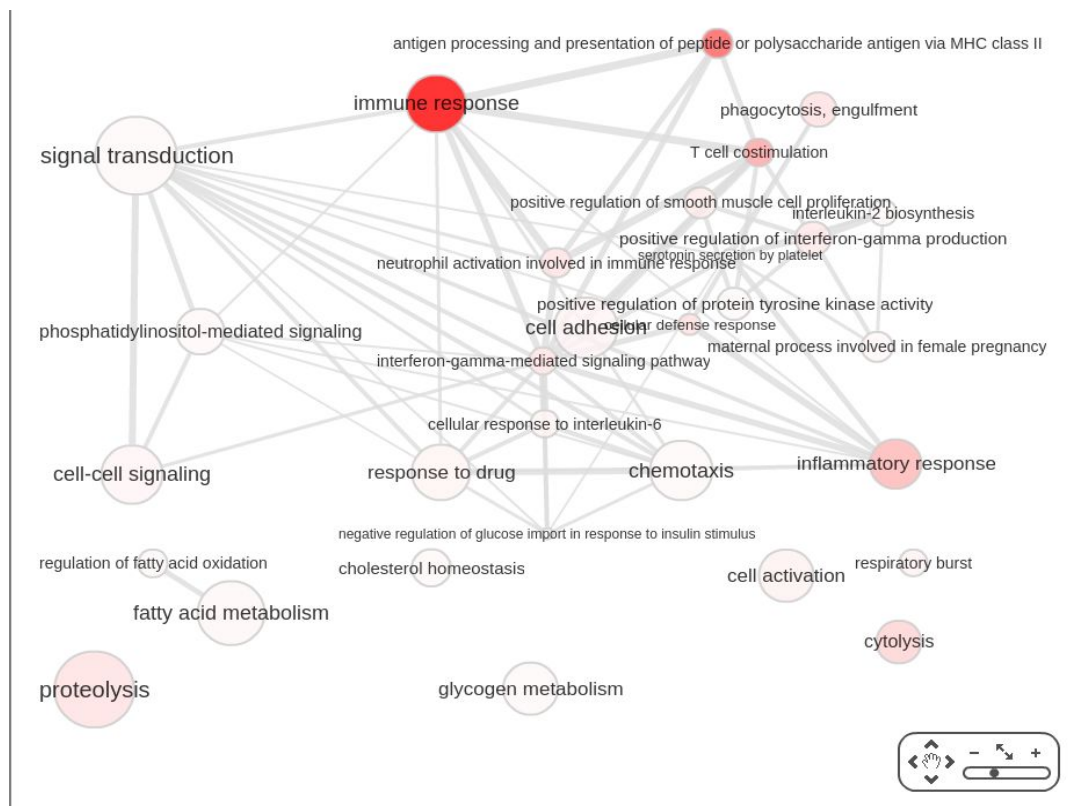 antigen processing and presentation of peptide or polysaccharide antigen via MHC class II
immune response
phagocytosis, engulfment
signal transduction
T cell costimulation
positive regulation of smooth muscle cell proliferation
interleukin-2 biosynthesis
positive regulation of interferon-gamma production
serotonin secretion by platelet
neutrophil activation involved in immune response
positive regulation of protein tyrosine kinase activity
cell adhesion
cellular defense response
phosphatidylinositol-mediated signaling
maternal process involved in female pregnancy
interferon-gamma-mediated signaling pathway
cellular response to interleukin-6
cell-cell signaling
response to drug
chemotaxis
inflammatory response
negative regulation of glucose import in response to insulin stimulus
regulation of fatty acid oxidation
cholesterol homeostasis
cell activation
respiratory burst
fatty acid metabolism
cytolysis
proteolysis
glycogen metabolism